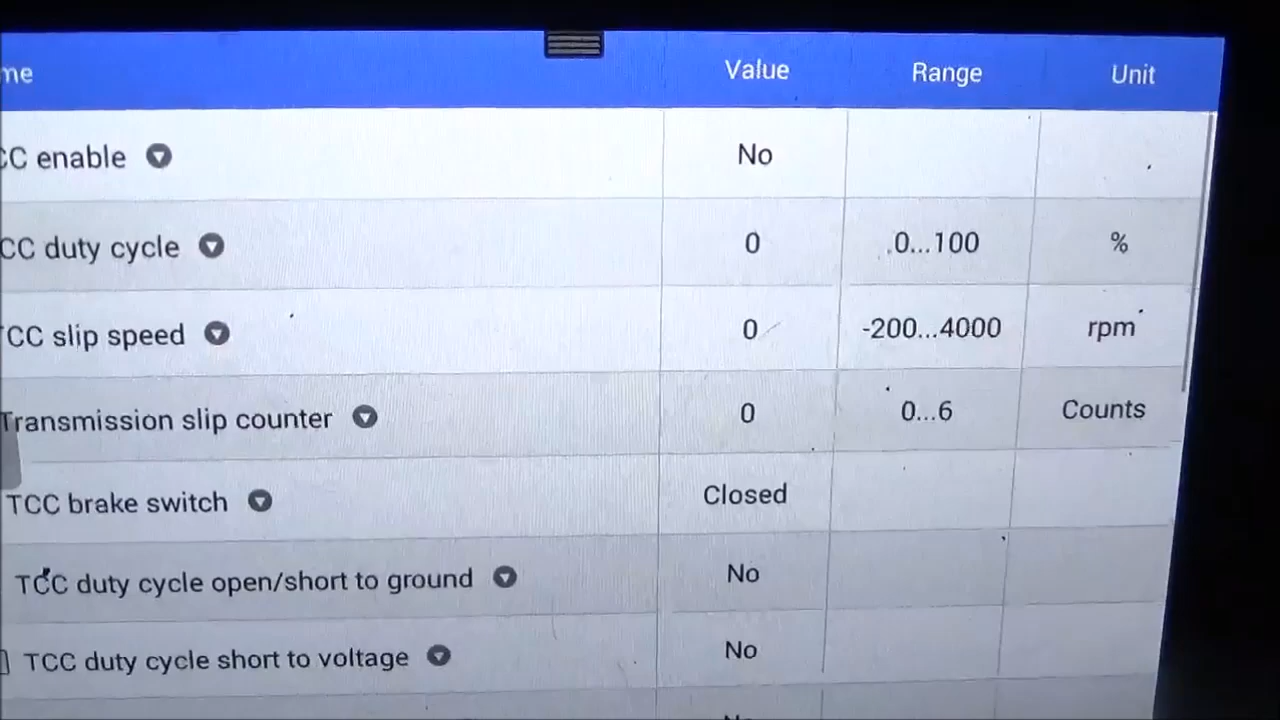 me Value Range Unit
CC enable No
CC duty cycle 0 0...100 %
TCC slip speed 0 -200...4000 rpm
Transmission slip counter 0 0...6 Counts
TCC brake switch Closed
TCC duty cycle open/short to ground No
TCC duty cycle short to voltage No